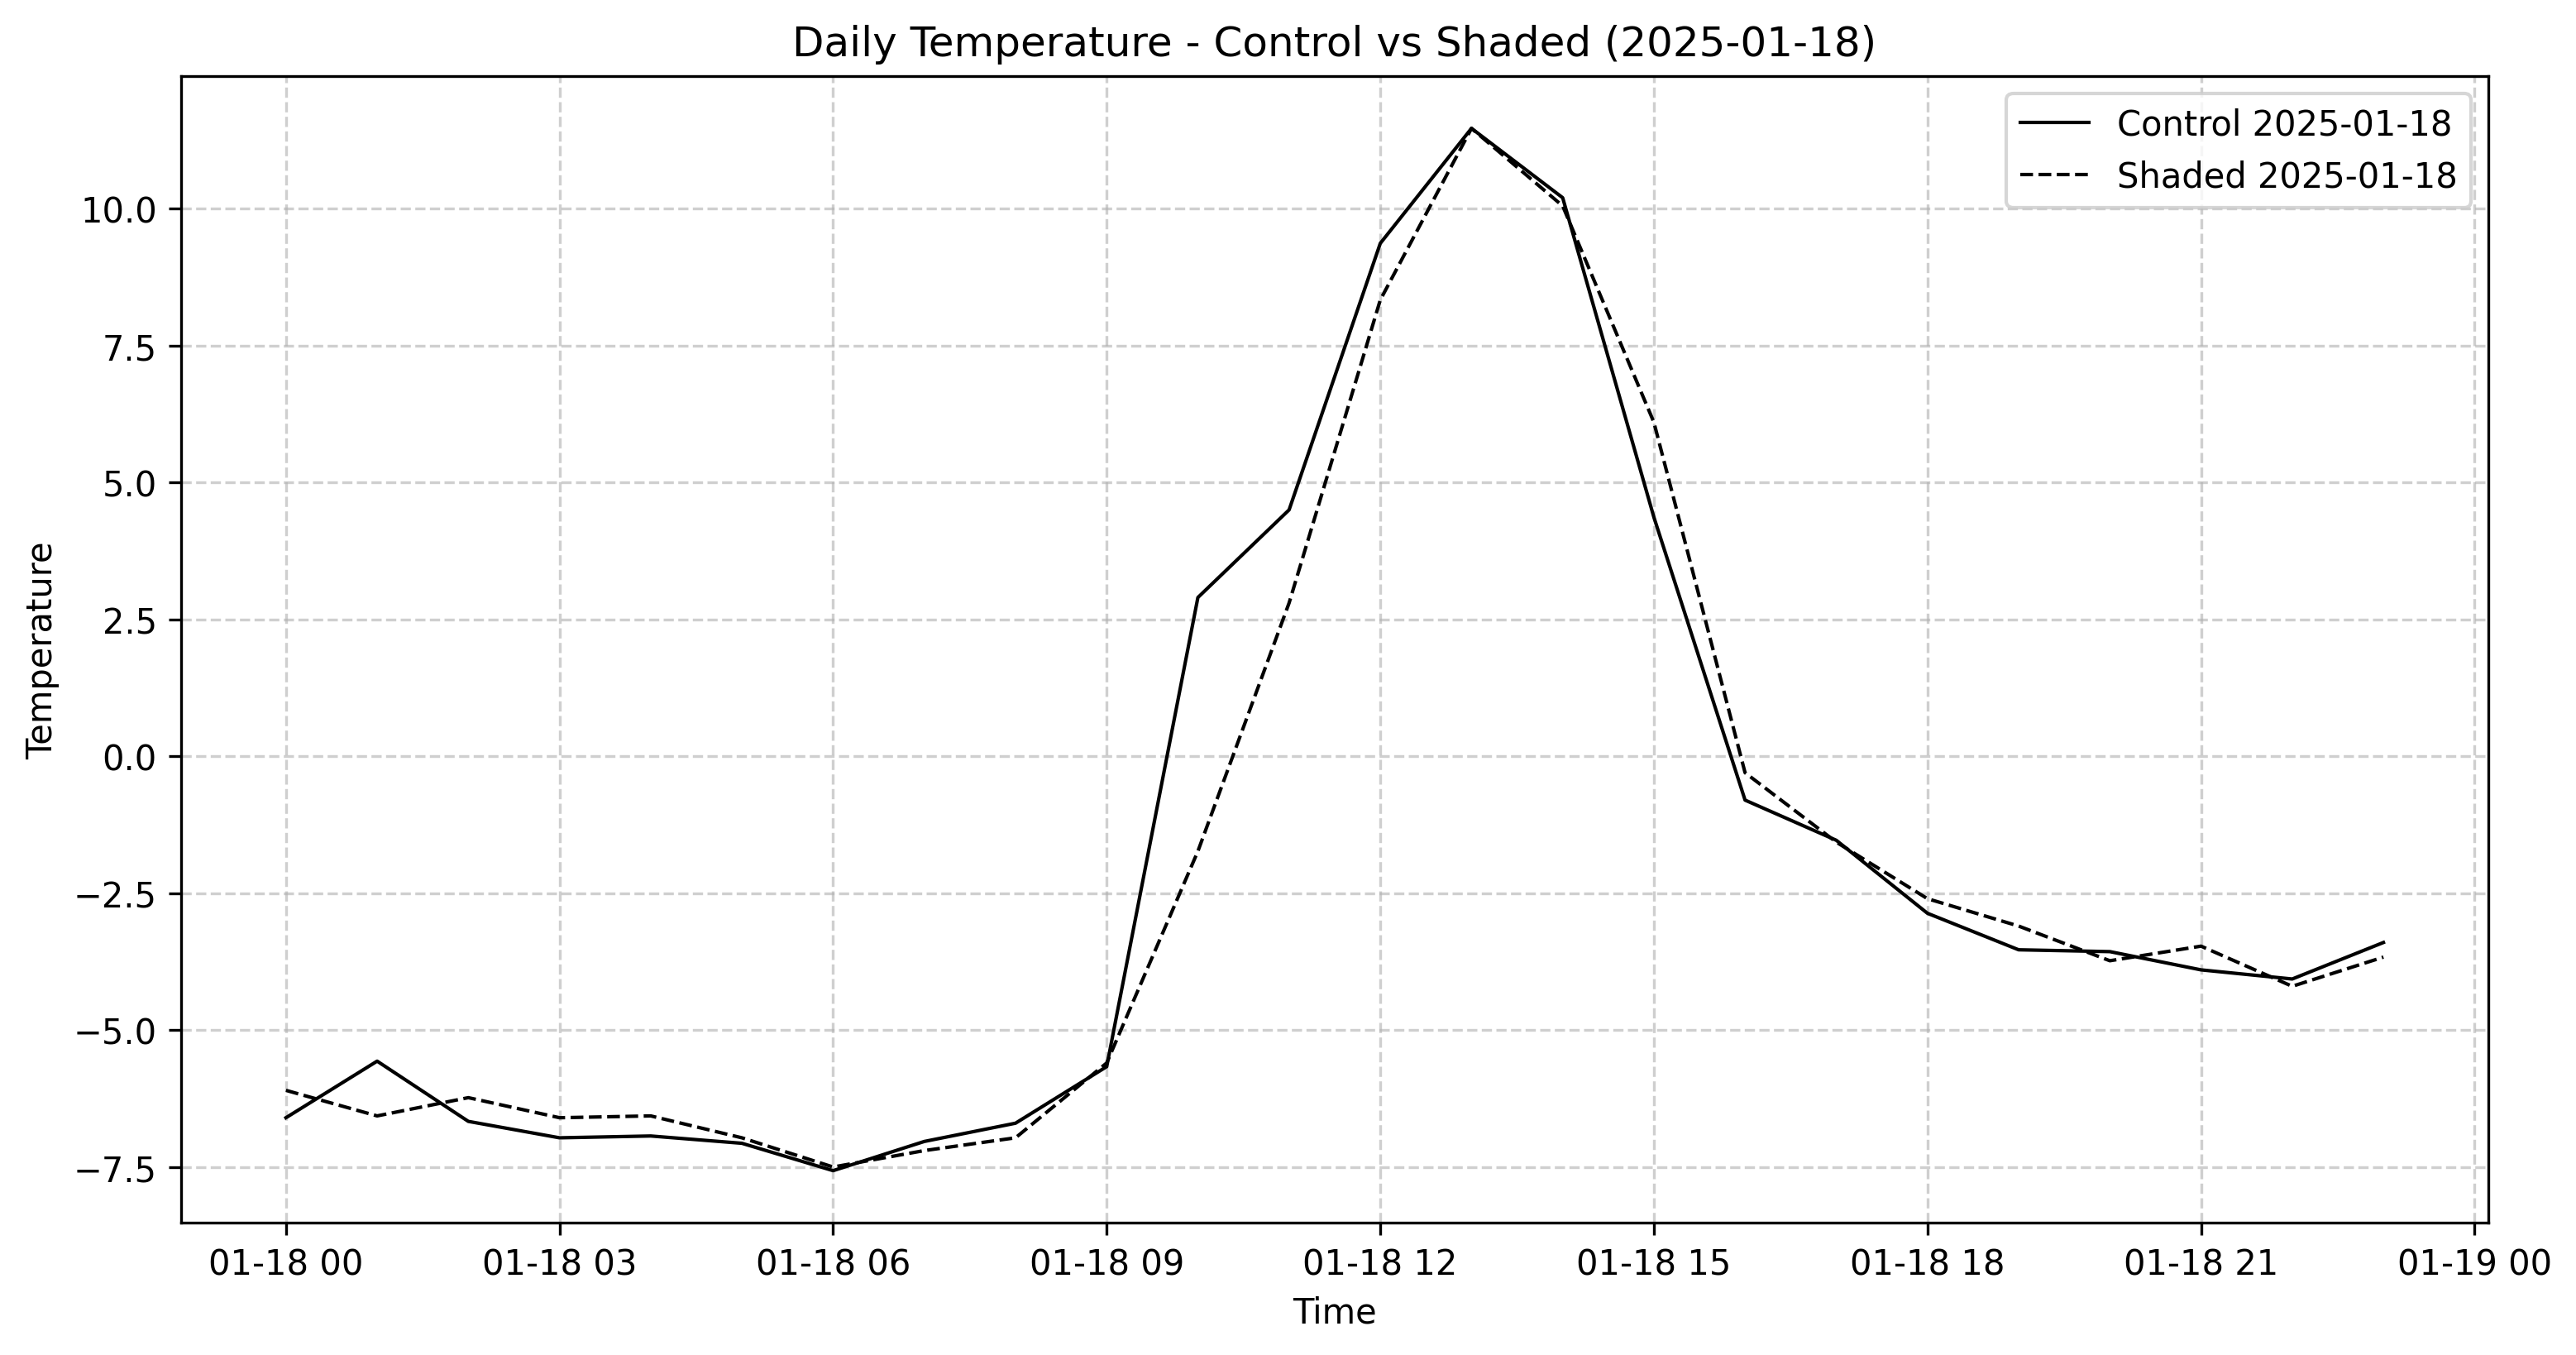 Daily Temperature - Control vs Shaded (2025-01-18)
Control 2025-01-18
Shaded 2025-01-18
10.0
7.5
5.0
2.5
0.0
−2.5
−5.0
−7.5
Temperature
01-18 00 01-18 03 01-18 06 01-18 09 01-18 12 01-18 15 01-18 18 01-18 21 01-19 00
Time